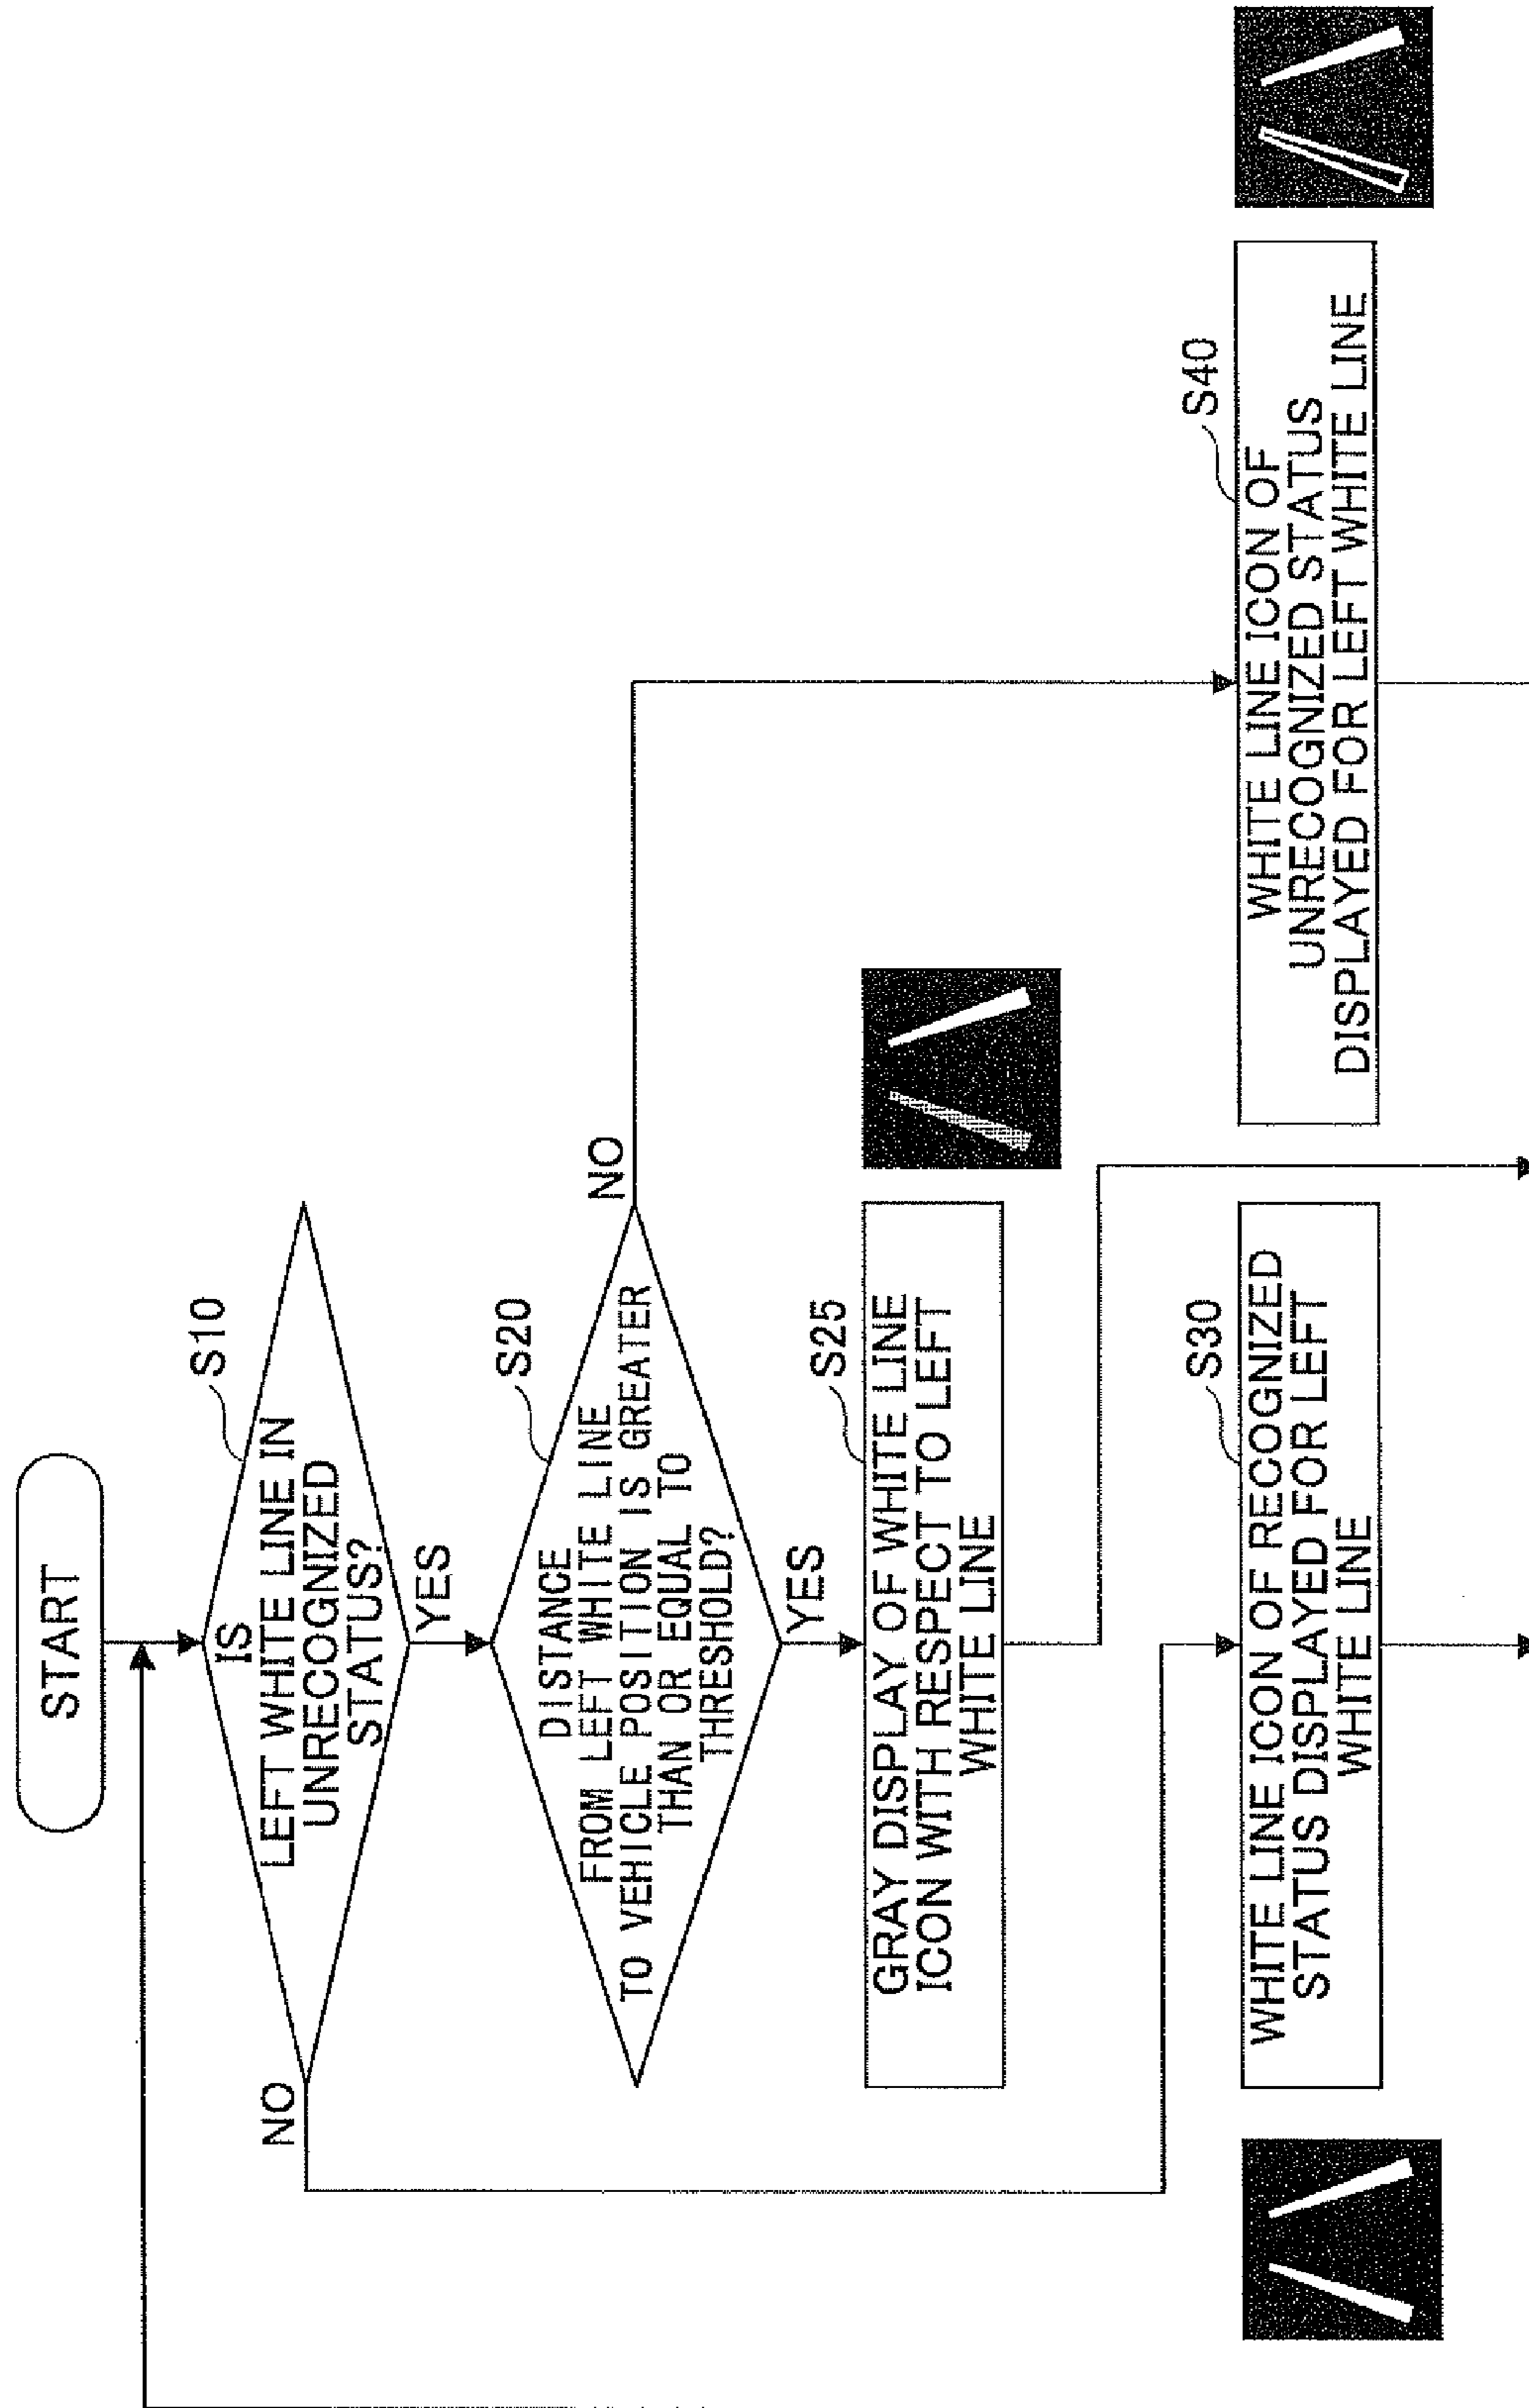 START
S10
IS
LEFT WHITE LINE IN
UNRECOGNIZED
STATUS?
NO
YES
S20
DISTANCE
FROM LEFT WHITE LINE
TO VEHICLE POSITION IS GREATER
THAN OR EQUAL TO
THRESHOLD?
NO
YES
S25
GRAY DISPLAY OF WHITE LINE
ICON WITH RESPECT TO LEFT
WHITE LINE
S30
WHITE LINE ICON OF RECOGNIZED
STATUS DISPLAYED FOR LEFT
WHITE LINE
S40
WHITE LINE ICON OF
UNRECOGNIZED STATUS
DISPLAYED FOR LEFT WHITE LINE